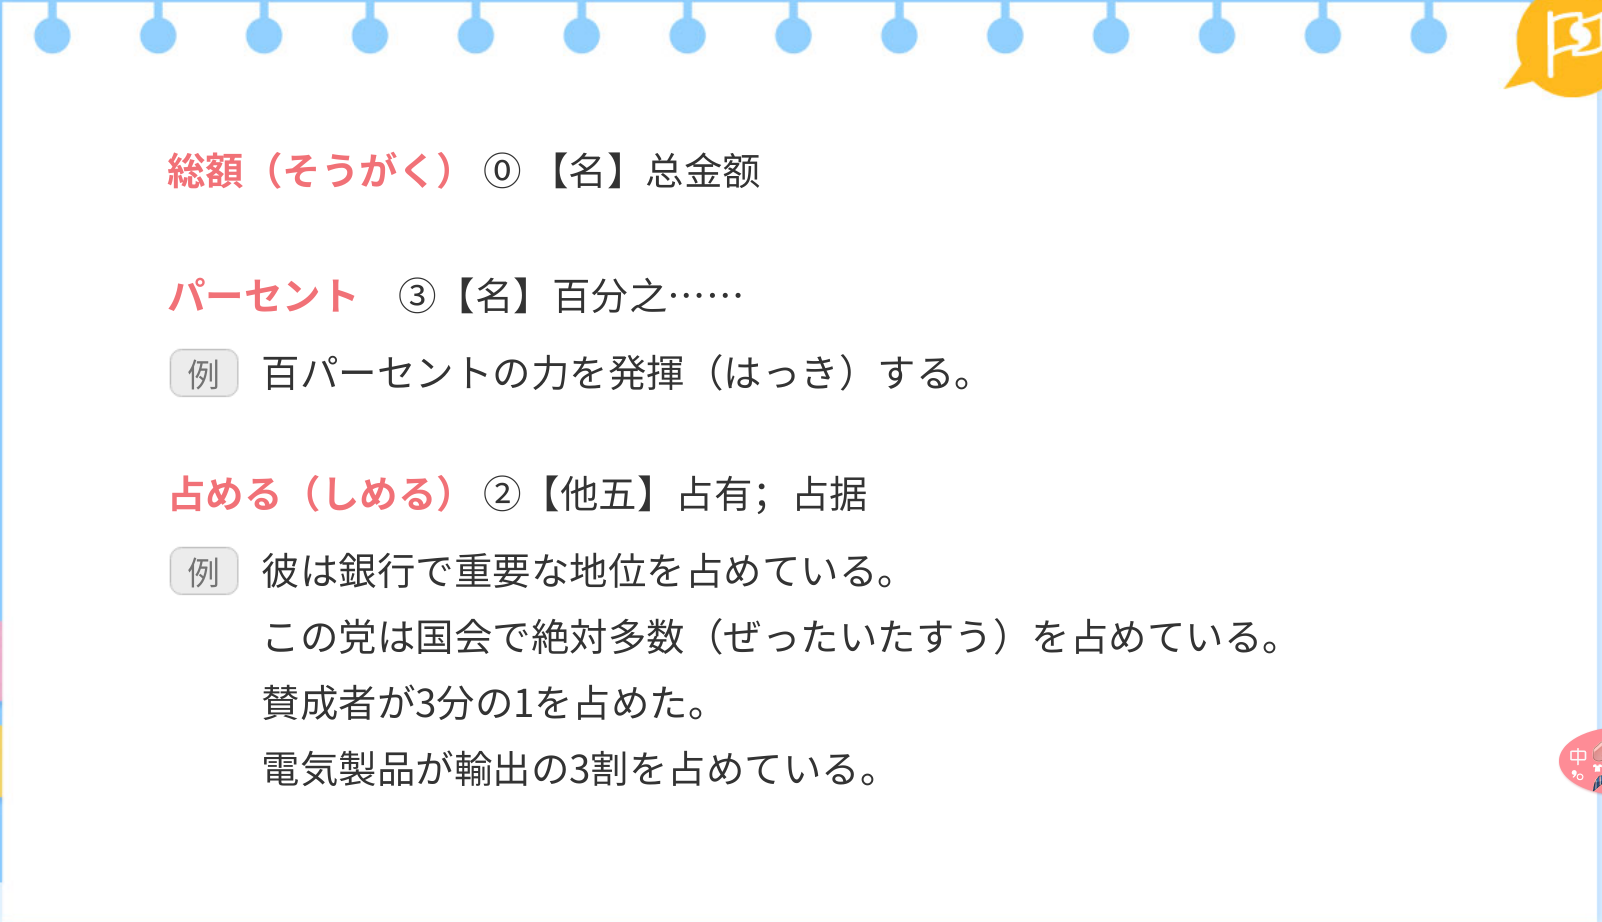 総額（そうがく） ⓪ 【名】总金额
パーセント ③【名】百分之……
例 百パーセントの力を発揮（はっき）する。
占める（しめる） ②【他五】占有；占据
例 彼は銀行で重要な地位を占めている。
この党は国会で絶対多数（ぜったいたすう）を占めている。
賛成者が3分の1を占めた。
電気製品が輸出の3割を占めている。
中